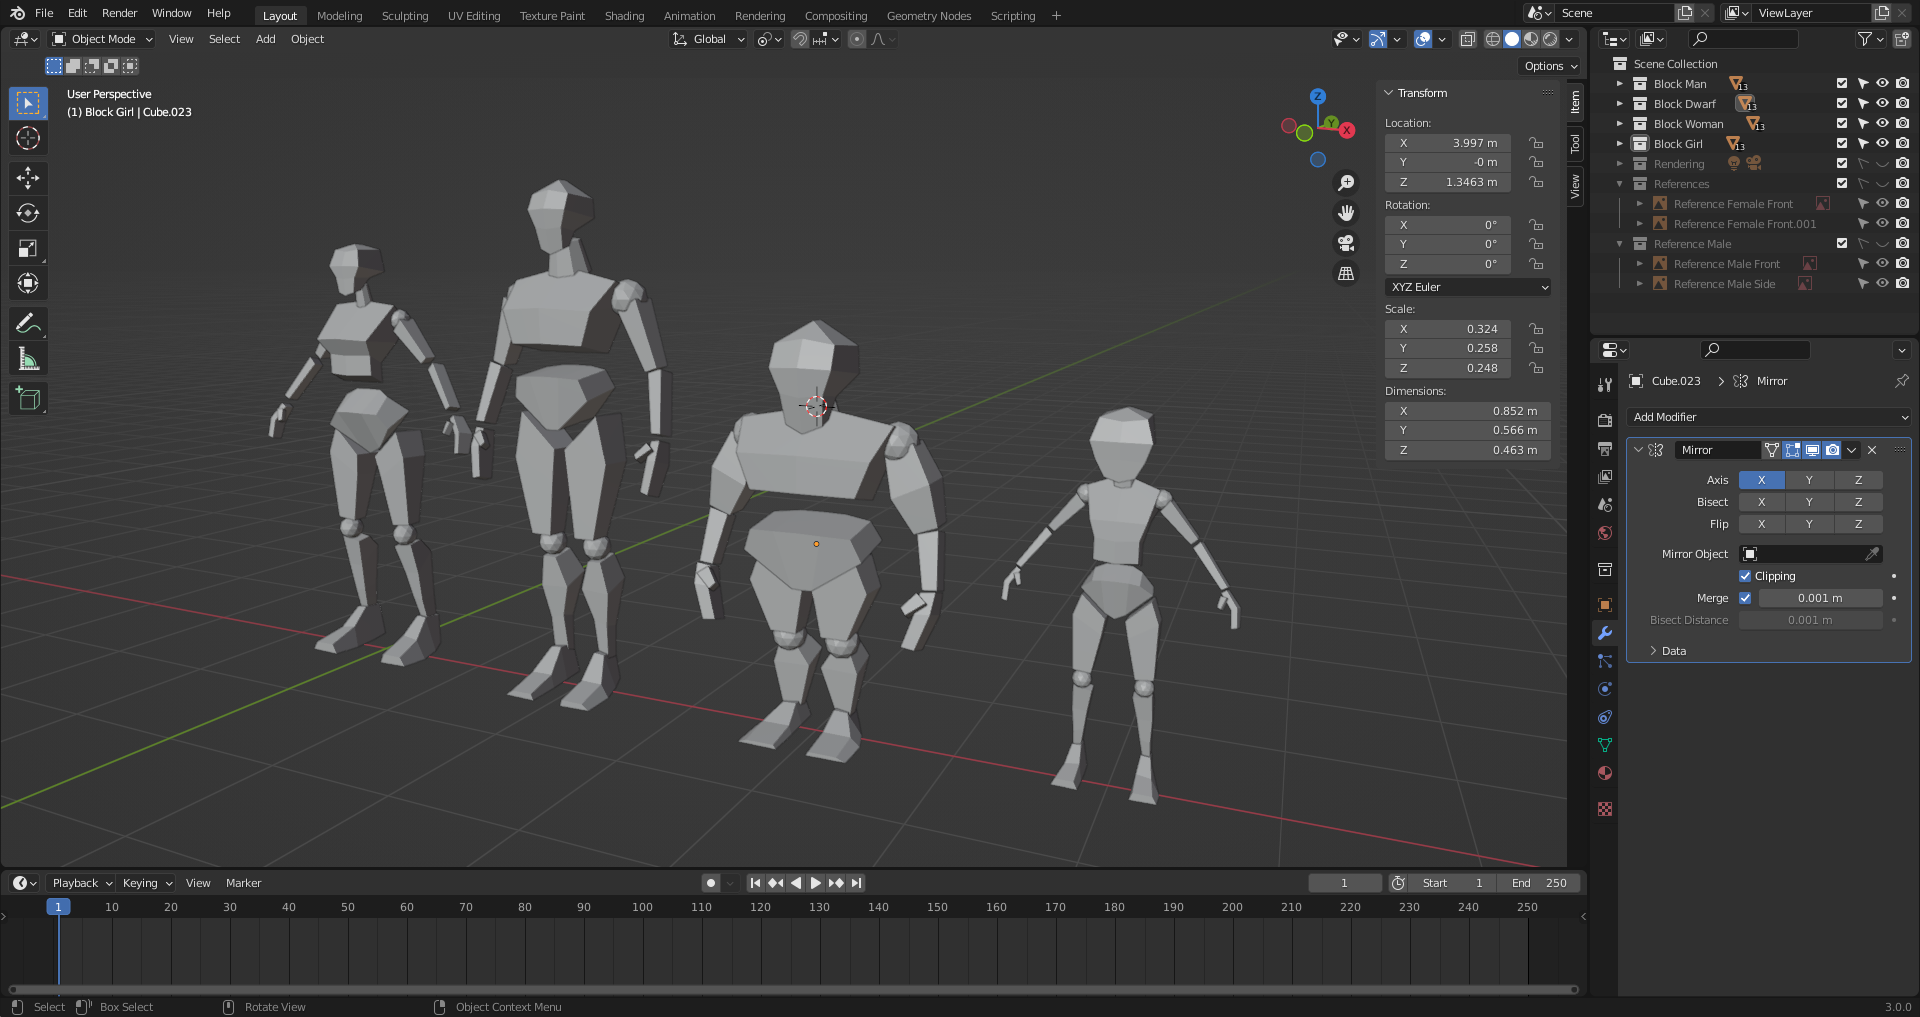 File Edit Render Window Help Layout Modeling Sculpting UV Editing Texture Paint Shading Animation Rendering Compositing Geometry Nodes Scripting + Scene ViewLayer
Object Mode View Select Add Object Global
Options
User Perspective
(1) Block Girl | Cube.023
Z
Y
X
Transform
Location:
X 3.997 m
Y -0 m
Z 1.3463 m
Rotation:
X 0°
Y 0°
Z 0°
XYZ Euler
Scale:
X 0.324
Y 0.258
Z 0.248
Dimensions:
X 0.852 m
Y 0.566 m
Z 0.463 m
Item
Tool
View
Scene Collection
Block Man 13
Block Dwarf 13
Block Woman 13
Block Girl 13
Rendering
References
Reference Female Front
Reference Female Front.001
Reference Male
Reference Male Front
Reference Male Side
Cube.023 Mirror
Add Modifier
Mirror
Axis X Y Z
Bisect X Y Z
Flip X Y Z
Mirror Object
Clipping
Merge 0.001 m
Bisect Distance 0.001 m
Data
Playback Keying View Marker 1 Start 1 End 250
1 10 20 30 40 50 60 70 80 90 100 110 120 130 140 150 160 170 180 190 200 210 220 230 240 250
Select Box Select Rotate View Object Context Menu 3.0.0